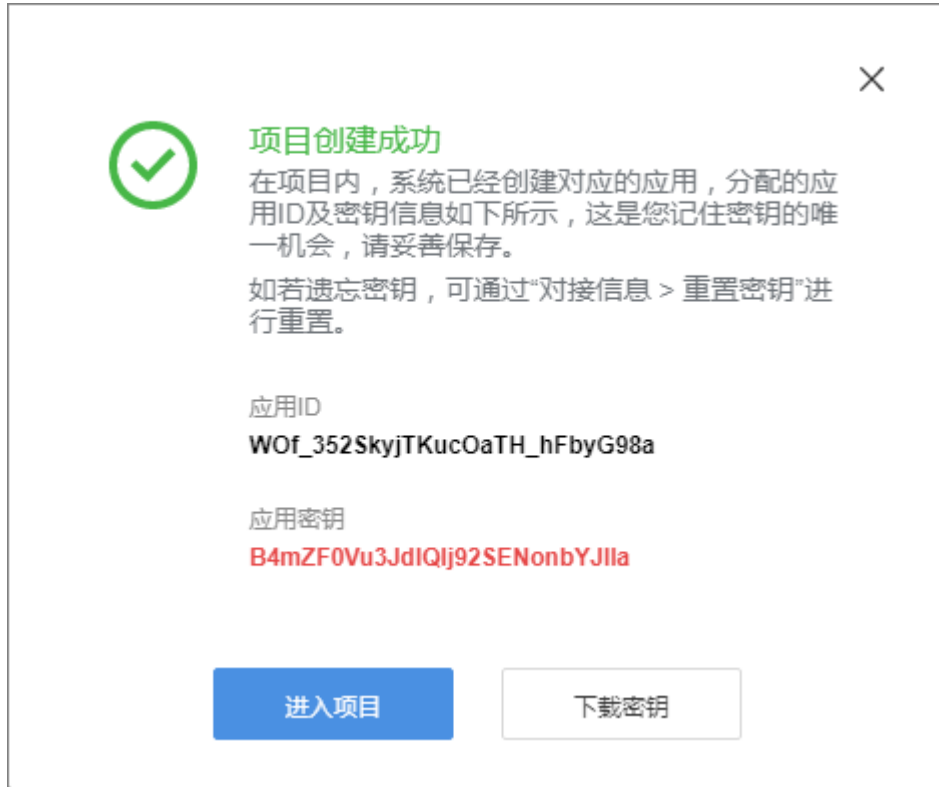 项目创建成功
在项目内，系统已经创建对应的应用，分配的应
用ID及密钥信息如下所示，这是您记住密钥的唯
一机会，请妥善保存。
如若遗忘密钥，可通过“对接信息 > 重置密钥”进
行重置。
应用ID
WOf_352SkyjTKucOaTH_hFbyG98a
应用密钥
B4mZF0Vu3JdIQIj92SENonbYJIIa
进入项目
下载密钥